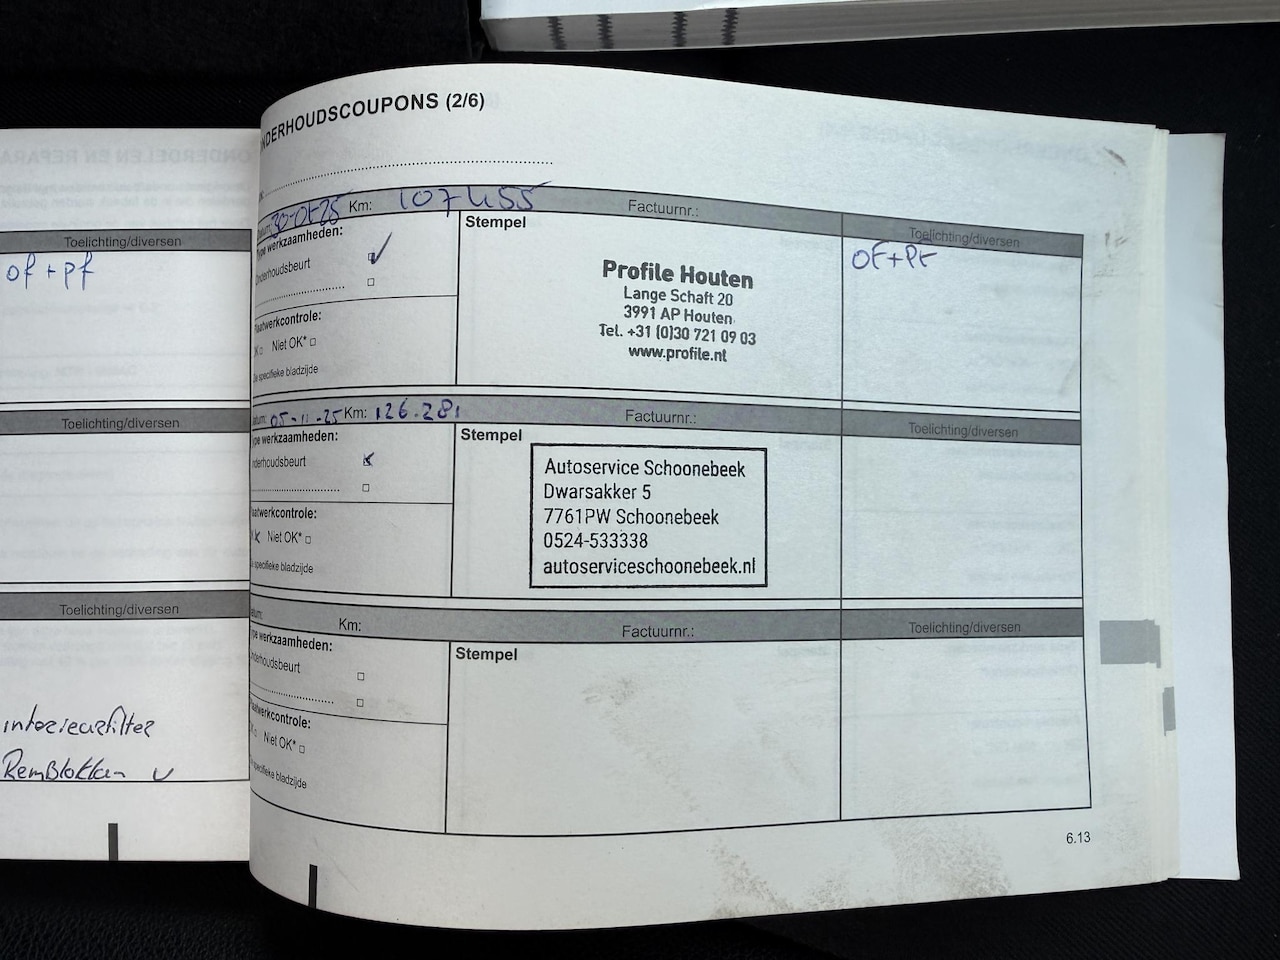 ONDERHOUDSCOUPONS (2/6)
Toelichting/diversen
of + pf
Toelichting/diversen
Toelichting/diversen
interieurfilter
Remblokken v
30-01-25 Km: 107455 Factuurnr.: Toelichting/diversen
Type werkzaamheden:
Onderhoudsbeurt
Plaatwerkcontrole:
OK Niet OK*
Zie specifieke bladzijde
Stempel
Profile Houten
Lange Schaft 20
3991 AP Houten
Tel. +31 (0)30 721 09 03
www.profile.nl
OF+PF
Datum: 05-11-25 Km: 126.281 Factuurnr.: Toelichting/diversen
Type werkzaamheden:
Onderhoudsbeurt
Plaatwerkcontrole:
Niet OK*
Zie specifieke bladzijde
Stempel
Autoservice Schoonebeek
Dwarsakker 5
7761PW Schoonebeek
0524-533338
autoserviceschoonebeek.nl
Datum: Km: Factuurnr.: Toelichting/diversen
Type werkzaamheden:
Onderhoudsbeurt
Plaatwerkcontrole:
Niet OK*
Zie specifieke bladzijde
Stempel
6.13